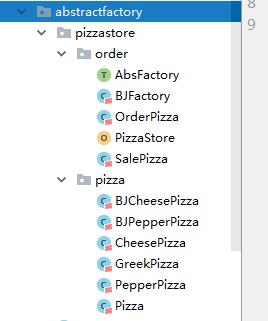 abstractfactory
8
pizzastore
9
order
AbsFactory
BJFactory
OrderPizza
PizzaStore
SalePizza
pizza
BJCheesePizza
BJPepperPizza
CheesePizza
GreekPizza
PepperPizza
Pizza